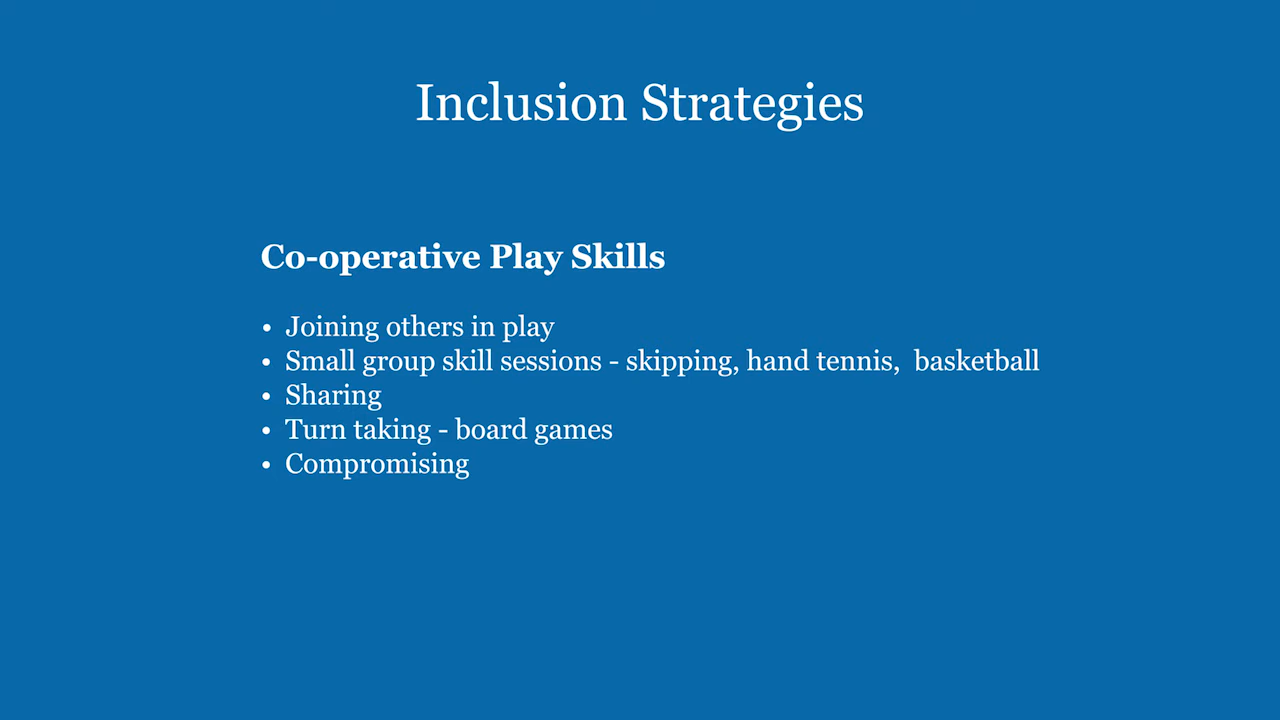 Inclusion Strategies
Co-operative Play Skills
• Joining others in play
• Small group skill sessions - skipping, hand tennis,  basketball
• Sharing
• Turn taking - board games
• Compromising